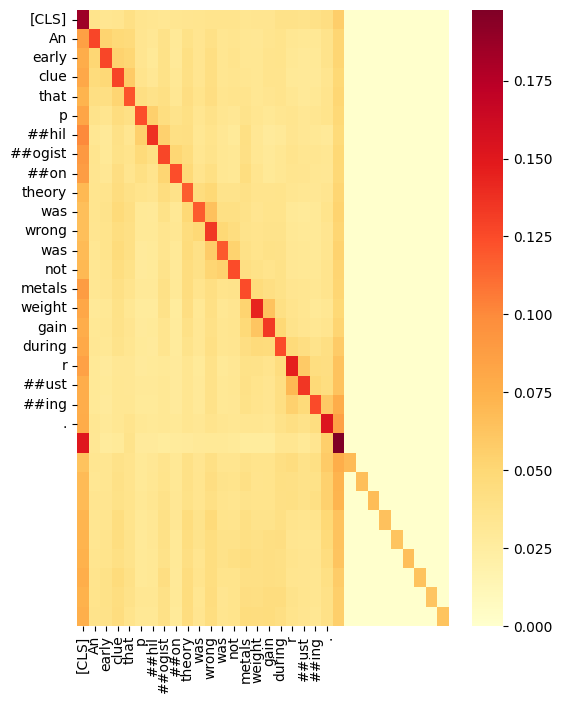 [CLS]
An
early
clue
that
p
##hil
##ogist
##on
theory
was
wrong
was
not
metals
weight
gain
during
r
##ust
##ing
.
0.175
0.150
0.125
0.100
0.075
0.050
0.025
0.000
[CLS]
An
early
clue
that
p
##hil
##ogist
##on
theory
was
wrong
was
not
metals
weight
gain
during
r
##ust
##ing
.